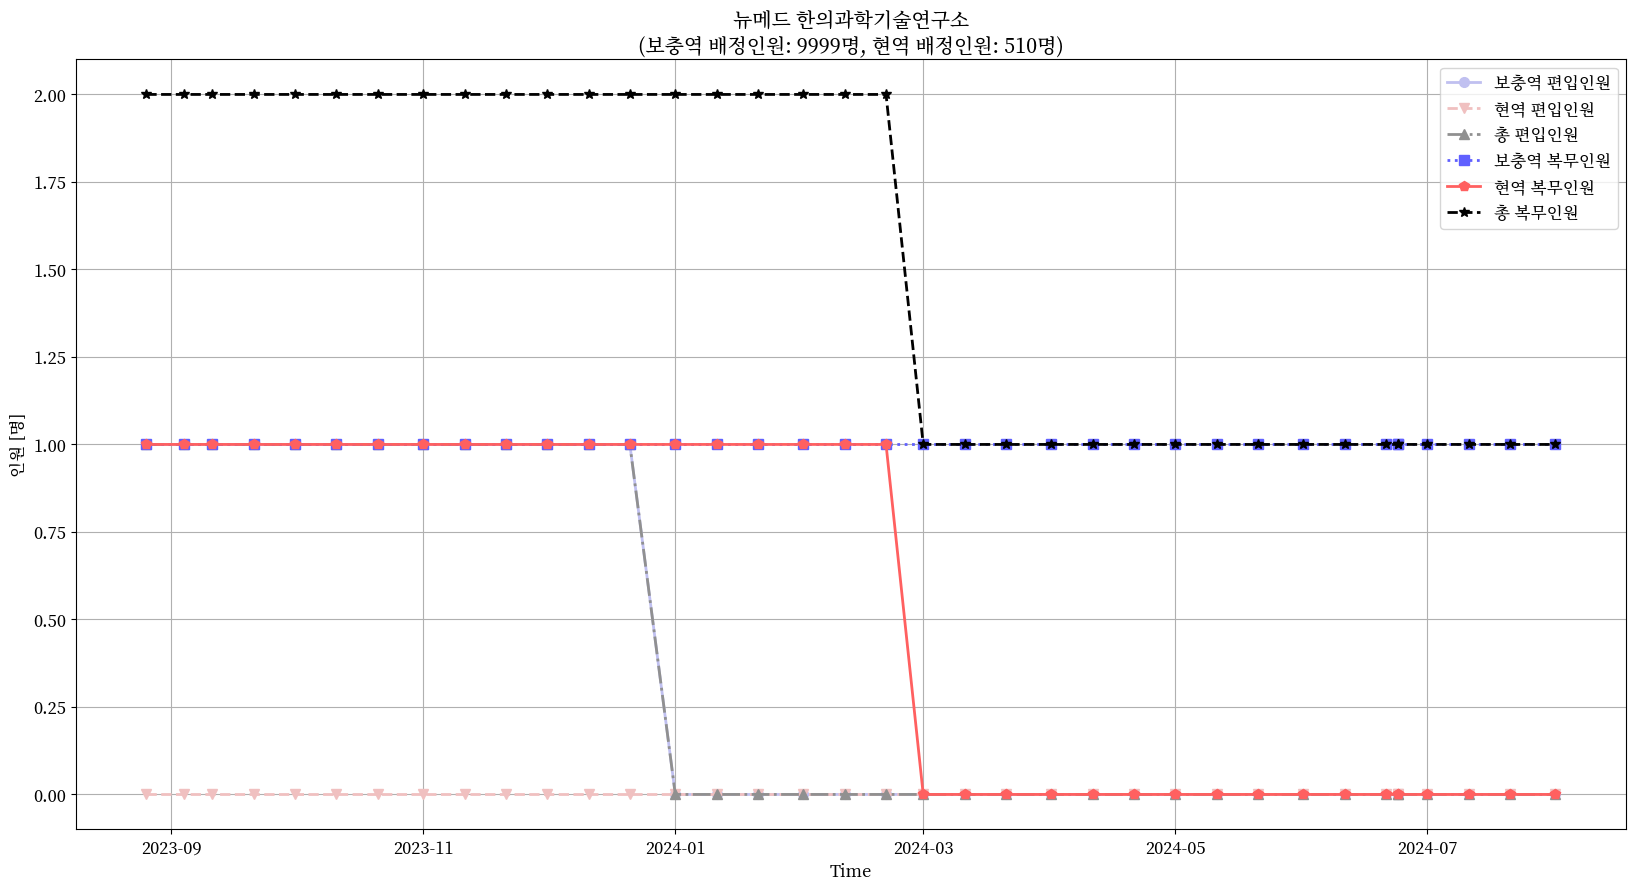 뉴메드 한의과학기술연구소
(보충역 배정인원: 9999명, 현역 배정인원: 510명)
보충역 편입인원
현역 편입인원
총 편입인원
보충역 복무인원
현역 복무인원
총 복무인원
2.00
1.75
1.50
1.25
1.00
0.75
0.50
0.25
0.00
인원 [명]
2023-09
2023-11
2024-01
2024-03
2024-05
2024-07
Time